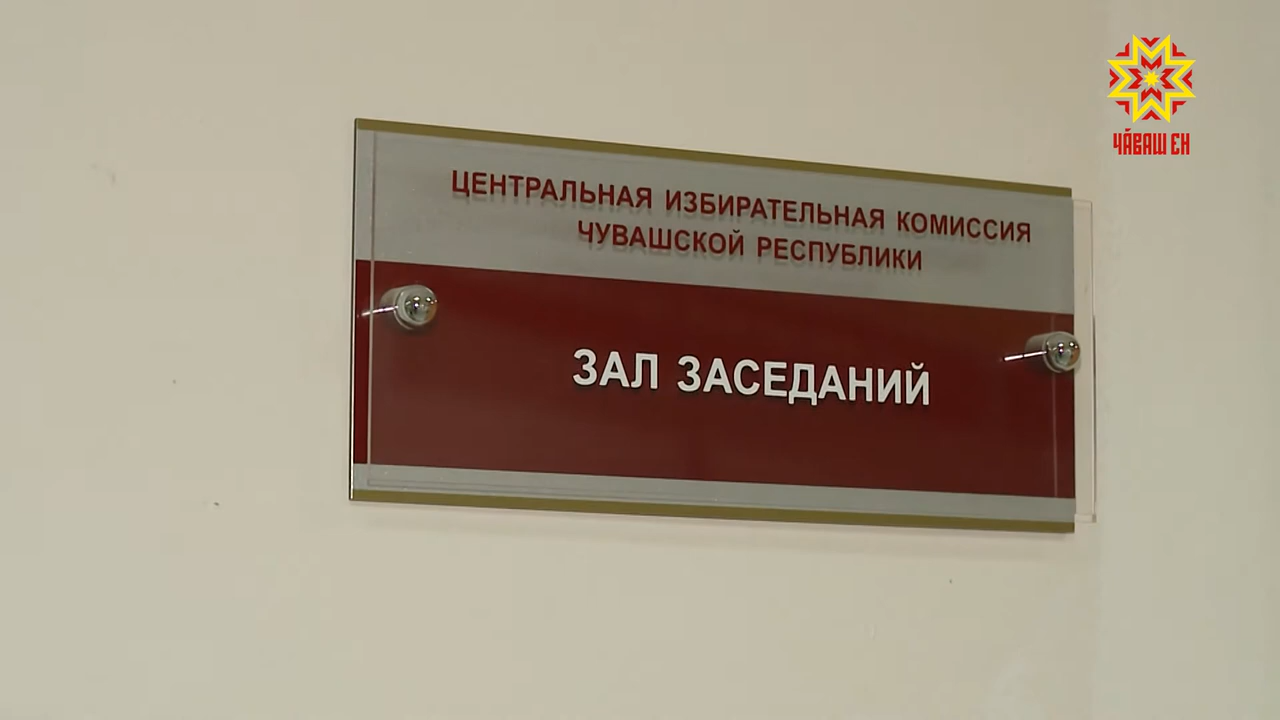 ЧӐВАШ ЕН
ЦЕНТРАЛЬНАЯ ИЗБИРАТЕЛЬНАЯ КОМИССИЯ
ЧУВАШСКОЙ РЕСПУБЛИКИ
ЗАЛ ЗАСЕДАНИЙ